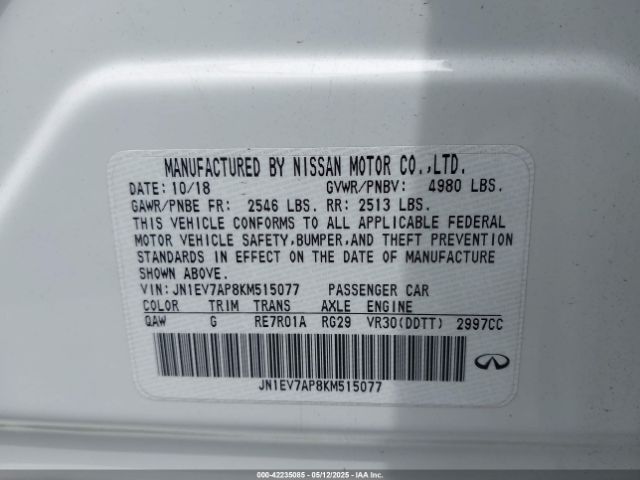 MANUFACTURED BY NISSAN MOTOR CO.,LTD.
DATE: 10/18 GVWR/PNBV: 4980 LBS.
GAWR/PNBE FR: 2546 LBS. RR: 2513 LBS.
THIS VEHICLE CONFORMS TO ALL APPLICABLE FEDERAL
MOTOR VEHICLE SAFETY,BUMPER,AND THEFT PREVENTION
STANDARDS IN EFFECT ON THE DATE OF MANUFACTURE
SHOWN ABOVE.
VIN:JN1EV7AP8KM515077 PASSENGER CAR
COLOR TRIM TRANS AXLE ENGINE
QAW G RE7R01A RG29 VR30(DDTT) 2997CC
JN1EV7AP8KM515077
000-42235085 - 05/12/2025 - IAA Inc.